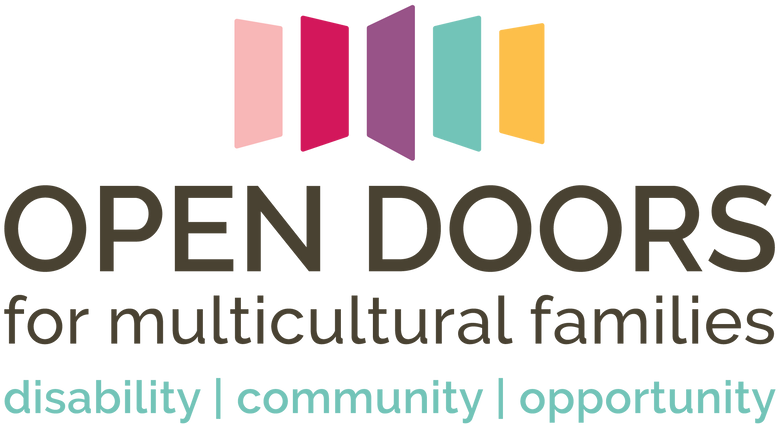 OPEN DOORS
for multicultural families
disability | community | opportunity